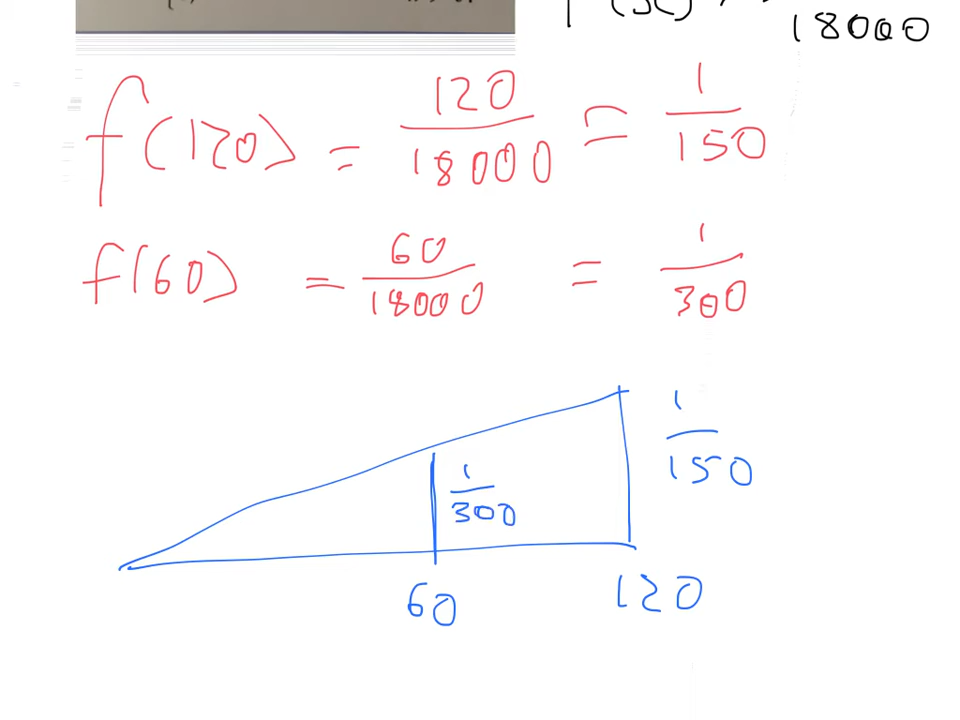 18000
f(120) = 120/18000 = 1/150
f(60) = 60/18000 = 1/300
1/300
1/150
60
120